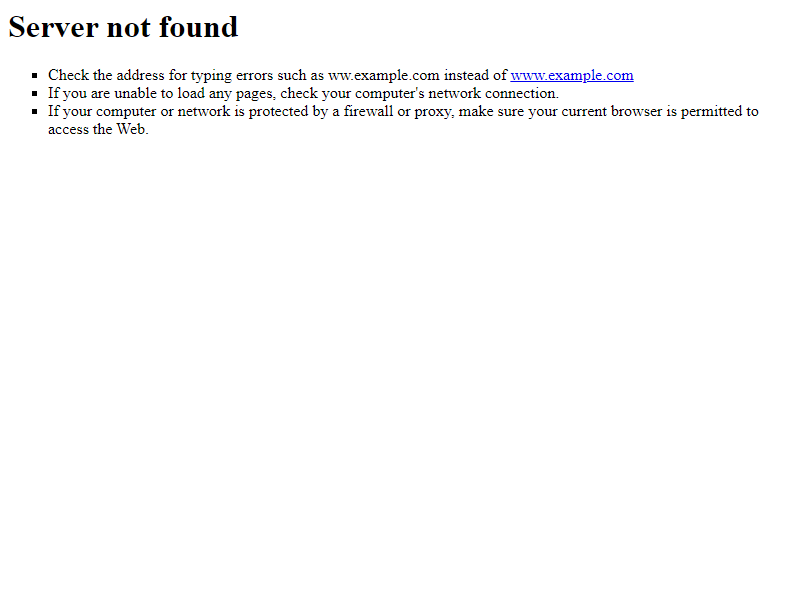 Server not found
Check the address for typing errors such as ww.example.com instead of www.example.com
If you are unable to load any pages, check your computer's network connection.
If your computer or network is protected by a firewall or proxy, make sure your current browser is permitted to
access the Web.